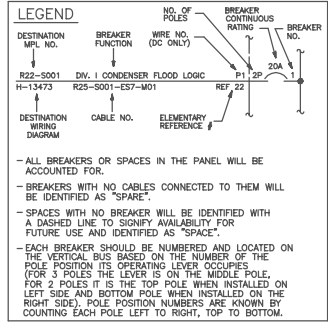 LEGEND
NO. OF POLES
BREAKER CONTINUOUS RATING
BREAKER NO.
DESTINATION MPL NO.
BREAKER FUNCTION
WIRE NO. (DC ONLY)
20A
R22-S001 DIV. I CONDENSER FLOOD LOGIC P1 2P 1
H-13473 R25-S001-ES7-M01 REF 22
DESTINATION WIRING DIAGRAM
CABLE NO.
ELEMENTARY REFERENCE #
- ALL BREAKERS OR SPACES IN THE PANEL WILL BE
ACCOUNTED FOR.
- BREAKERS WITH NO CABLES CONNECTED TO THEM WILL
BE IDENTIFIED AS "SPARE".
- SPACES WITH NO BREAKER WILL BE IDENTIFIED WITH
A DASHED LINE TO SIGNIFY AVAILABILITY FOR
FUTURE USE AND IDENTIFIED AS "SPACE".
- EACH BREAKER SHOULD BE NUMBERED AND LOCATED ON
THE VERTICAL BUS BASED ON THE NUMBER OF THE
POLE POSITION ITS OPERATING LEVER OCCUPIES
(FOR 3 POLES THE LEVER IS ON THE MIDDLE POLE,
FOR 2 POLES IT IS THE TOP POLE WHEN INSTALLED ON
LEFT SIDE AND BOTTOM POLE WHEN INSTALLED ON THE
RIGHT SIDE). POLE POSITION NUMBERS ARE KNOWN BY
COUNTING EACH POLE LEFT TO RIGHT, TOP TO BOTTOM.